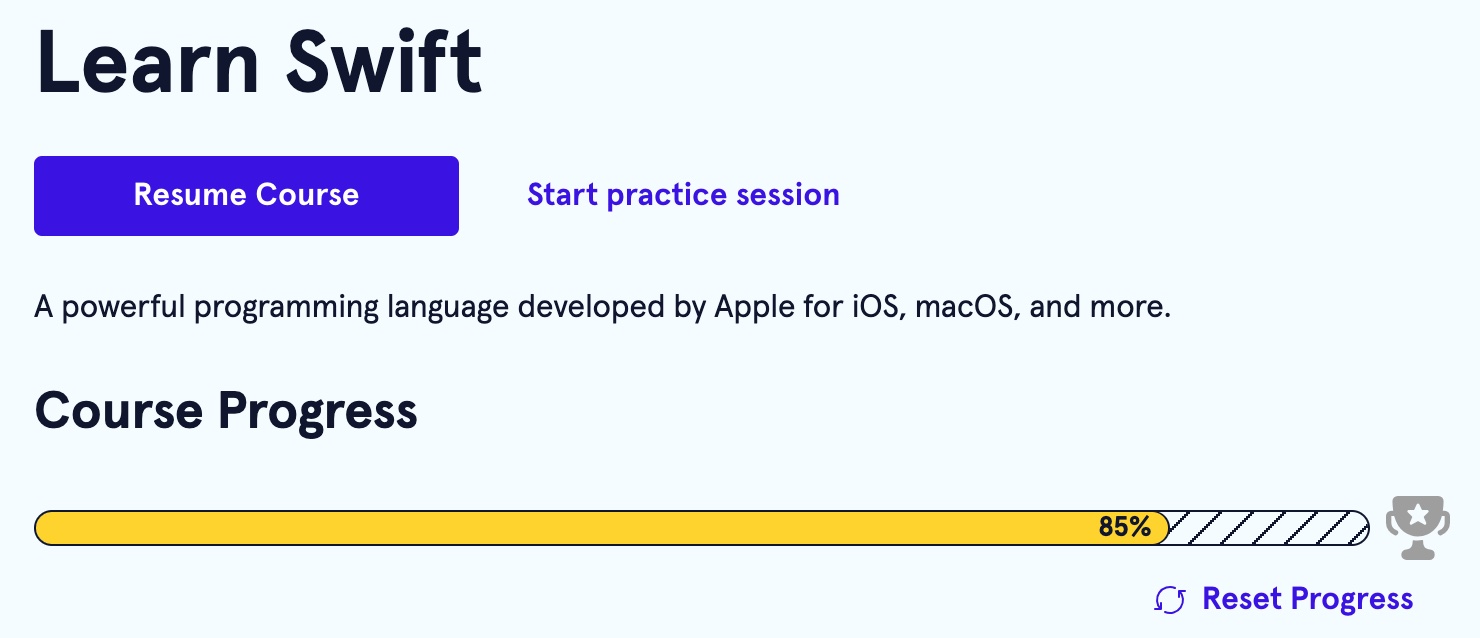 Learn Swift
Resume Course
Start practice session
A powerful programming language developed by Apple for iOS, macOS, and more.
Course Progress
85%
Reset Progress